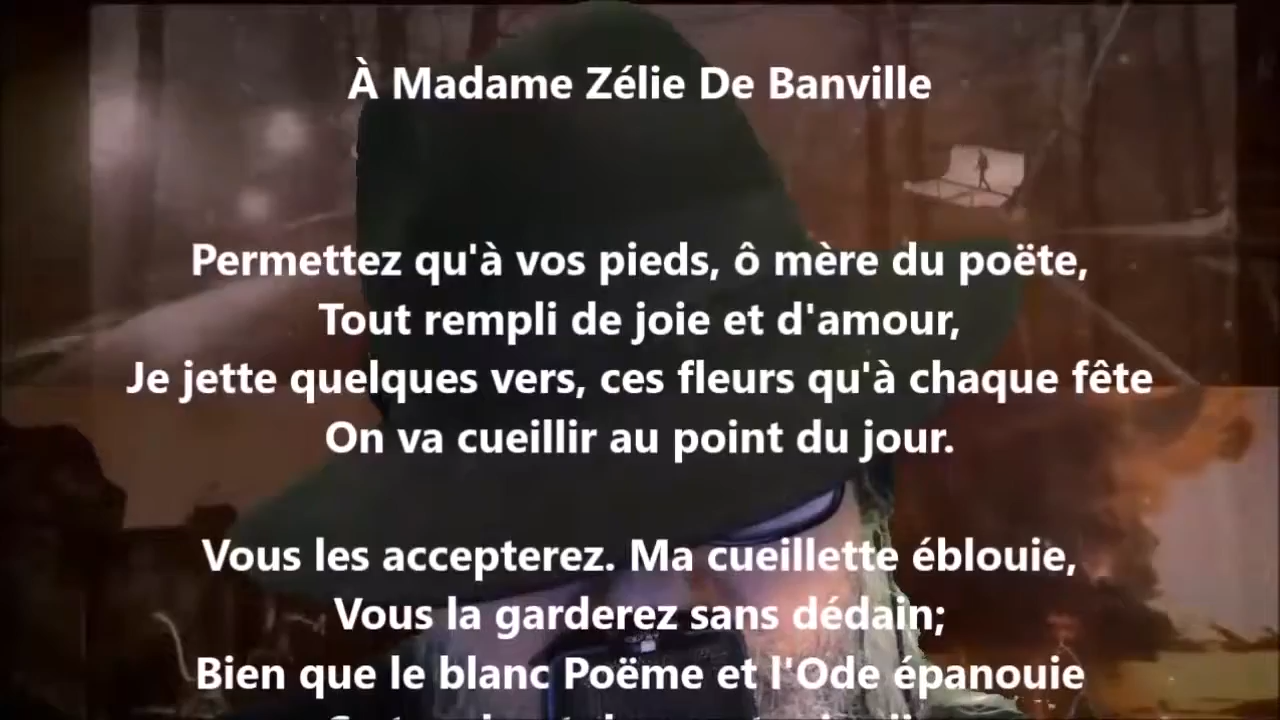 À Madame Zélie De Banville
Permettez qu'à vos pieds, ô mère du poëte,
Tout rempli de joie et d'amour,
Je jette quelques vers, ces fleurs qu'à chaque fête
On va cueillir au point du jour.
Vous les accepterez. Ma cueillette éblouie,
Vous la garderez sans dédain;
Bien que le blanc Poëme et l'Ode épanouie